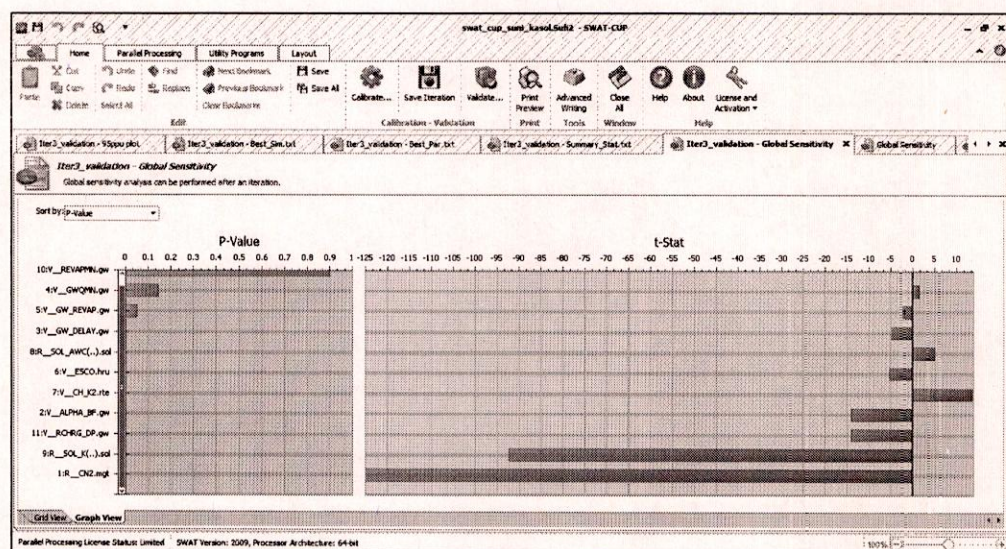 swat_cup_sunl_kasol.Sufi2 - SWAT-CUP
Home Parallel Processing Utility Programs Layout
Paste Cut Undo Find Next Bookmark Save
Copy Redo Replace Previous Bookmark Save All
Delete Select All Clear Bookmarks
Calibrate... Save Iteration Validate... Print Preview Advanced Writing Close All Help About License and Activation
Edit Calibration - Validation Print Tools Window Help
Iter3_validation - 95ppu plot Iter3_validation - Best_Sim.txt Iter3_validation - Best_Par.txt Iter3_validation - Summary_Stat.txt Iter3_validation - Global Sensitivity Global Sensitivity
Iter3_validation - Global Sensitivity
Global sensitivity analysis can be performed after an iteration.
Sort by: P-Value
P-Value t-Stat
0 0.1 0.2 0.3 0.4 0.5 0.6 0.7 0.8 0.9 1 -125 -120 -115 -110 -105 -100 -95 -90 -85 -80 -75 -70 -65 -60 -55 -50 -45 -40 -35 -30 -25 -20 -15 -10 -5 0 5 10
10:V__REVAPMN.gw
4:V__GWQMN.gw
5:V__GW_REVAP.gw
3:V__GW_DELAY.gw
8:R__SOL_AWC(..).sol
6:V__ESCO.hru
7:V__CH_K2.rte
2:V__ALPHA_BF.gw
11:V__RCHRG_DP.gw
9:R__SOL_K(..).sol
1:R__CN2.mgt
Grid View Graph View
Parallel Processing License Status: Limited SWAT Version: 2009, Processor Architecture: 64-bit 100%